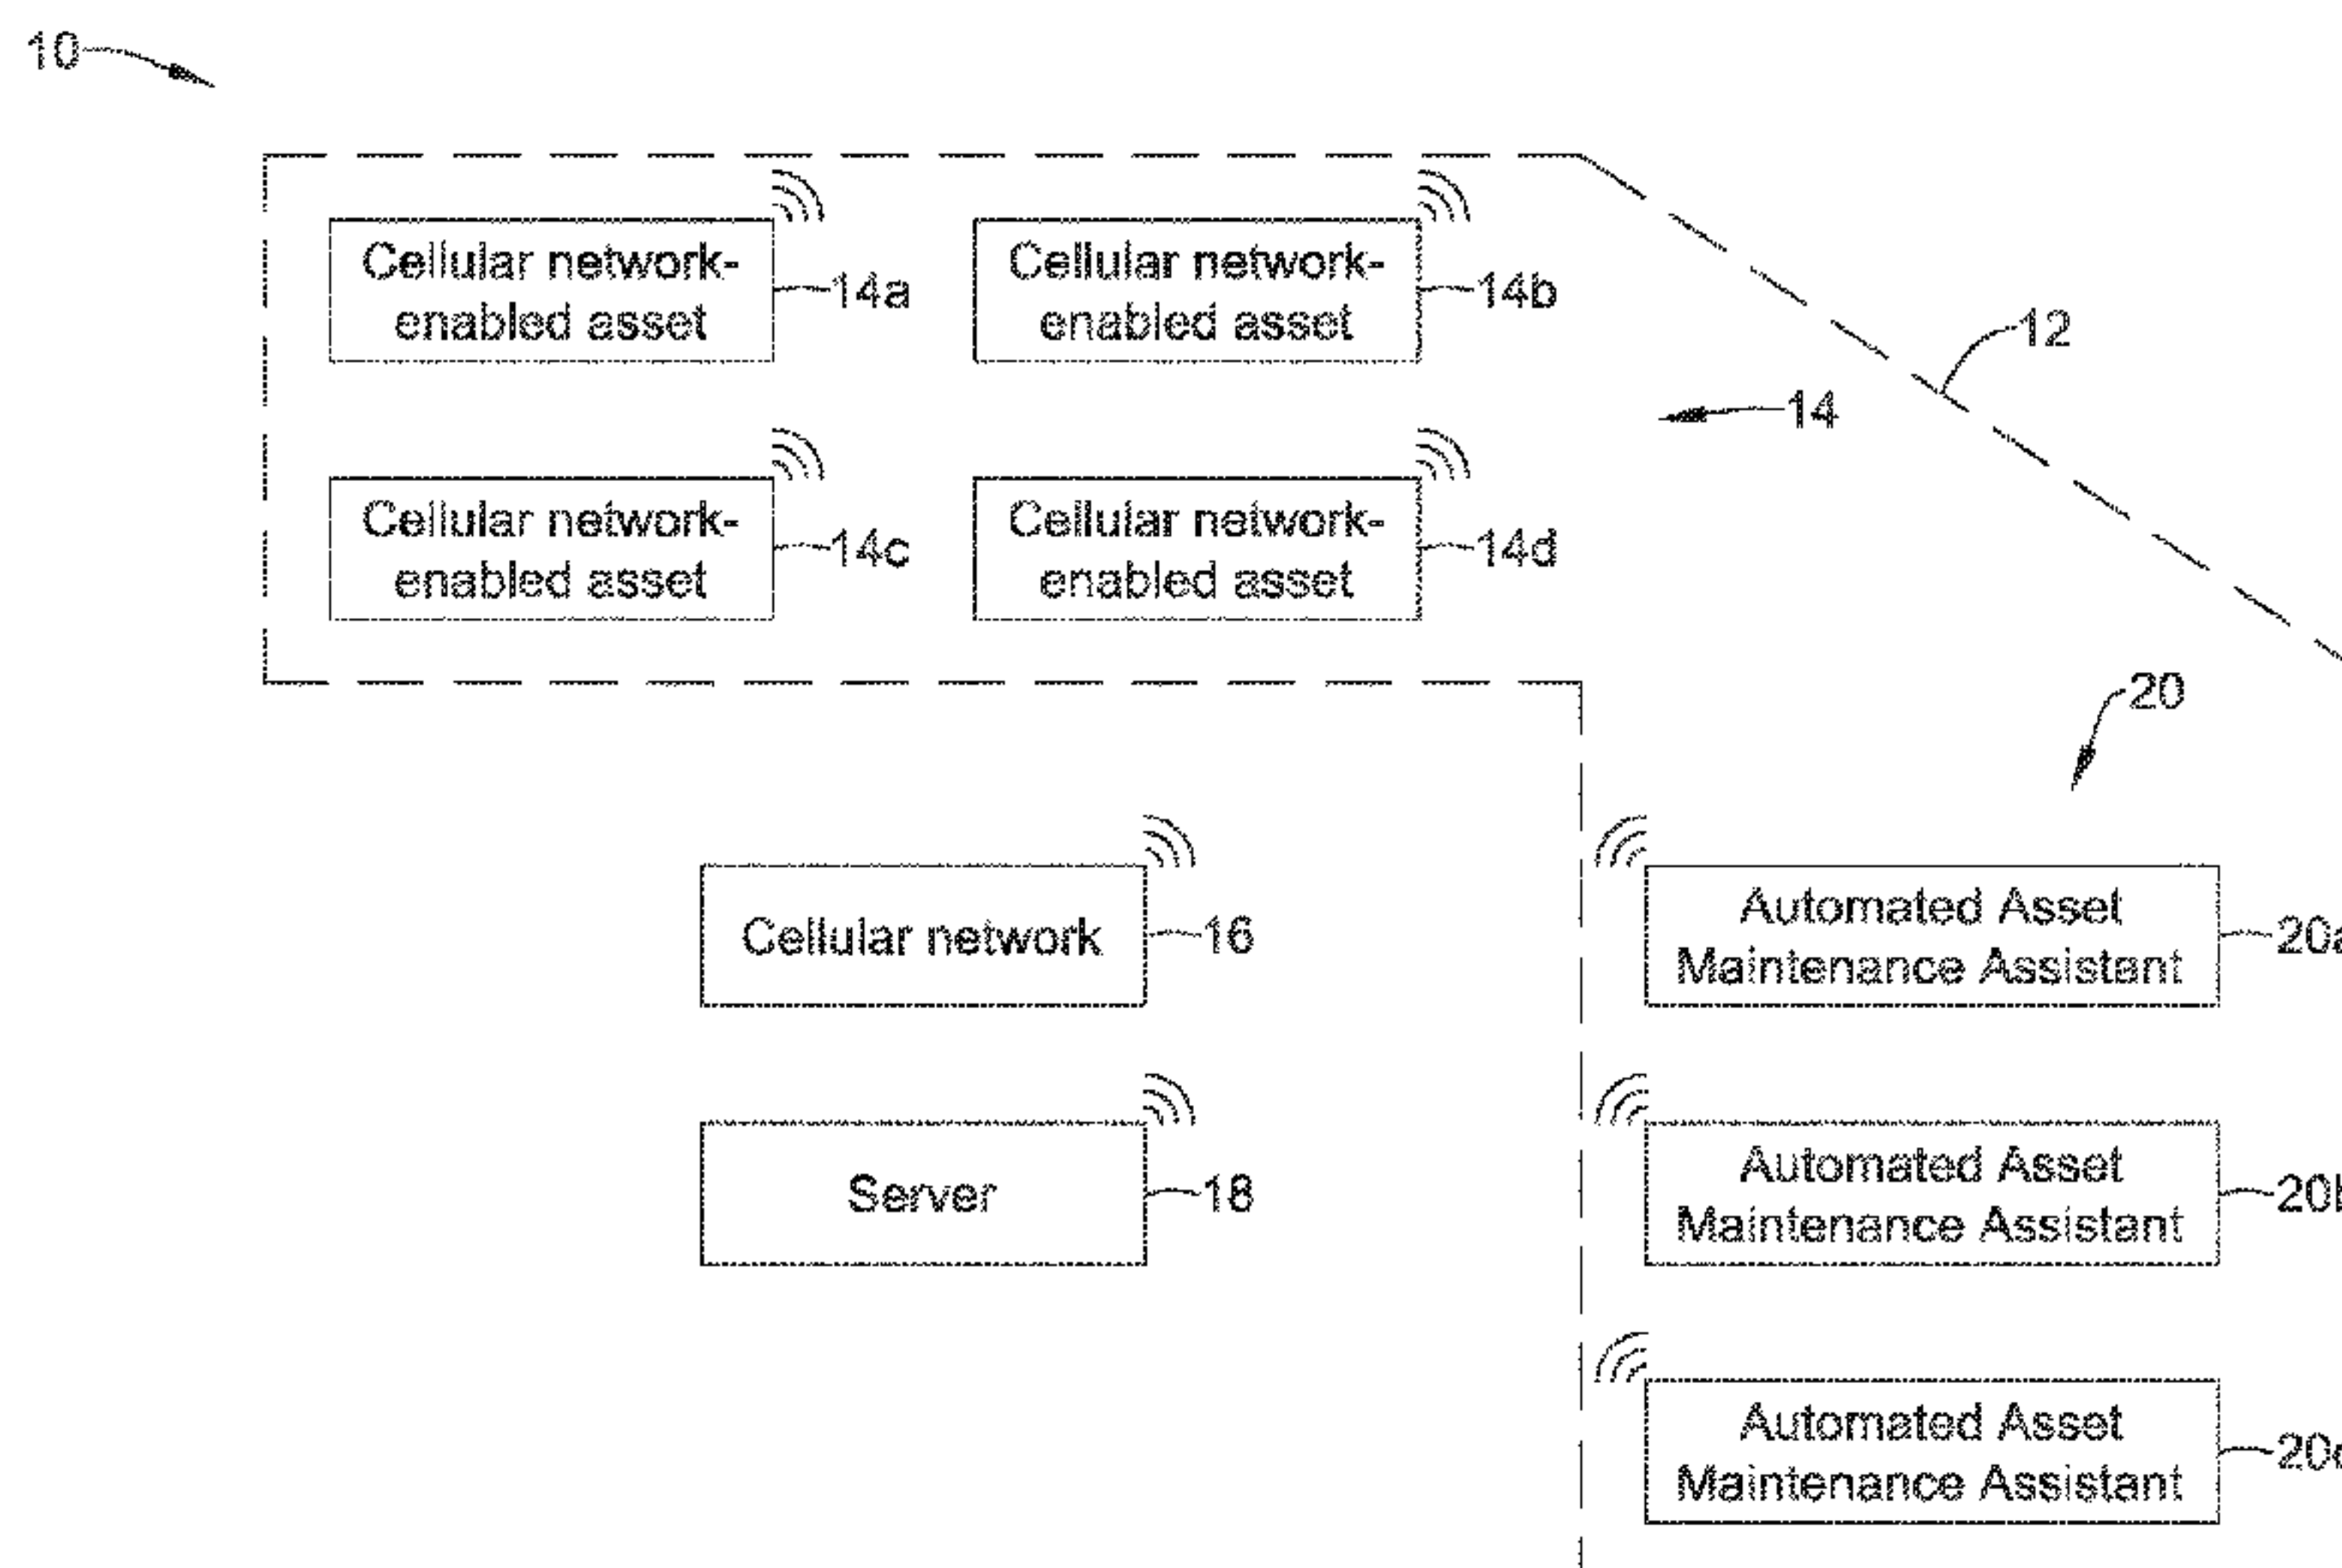 10
Cellular network-
enabled asset
14a
Cellular network-
enabled asset
14b
12
14
Cellular network-
enabled asset
14c
Cellular network-
enabled asset
14d
20
Cellular network
16
Automated Asset
Maintenance Assistant
20a
Server
18
Automated Asset
Maintenance Assistant
20b
Automated Asset
Maintenance Assistant